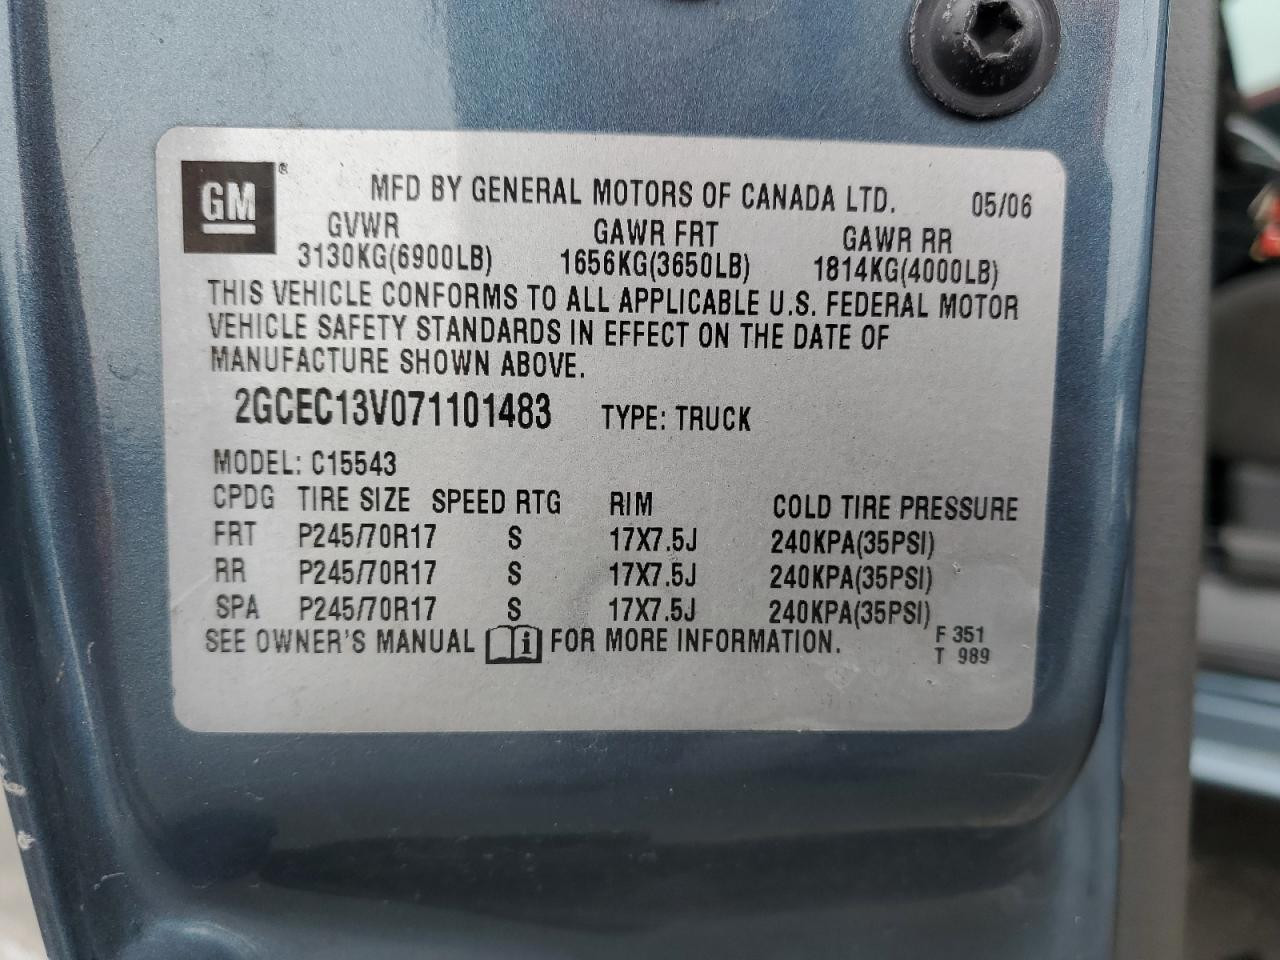 GM®
MFD BY GENERAL MOTORS OF CANADA LTD. 05/06
GVWR GAWR FRT GAWR RR
3130KG(6900LB) 1656KG(3650LB) 1814KG(4000LB)
THIS VEHICLE CONFORMS TO ALL APPLICABLE U.S. FEDERAL MOTOR
VEHICLE SAFETY STANDARDS IN EFFECT ON THE DATE OF
MANUFACTURE SHOWN ABOVE.
2GCEC13V071101483 TYPE: TRUCK
MODEL: C15543
CPDG TIRE SIZE SPEED RTG RIM COLD TIRE PRESSURE
FRT P245/70R17 S 17X7.5J 240KPA(35PSI)
RR P245/70R17 S 17X7.5J 240KPA(35PSI)
SPA P245/70R17 S 17X7.5J 240KPA(35PSI)
SEE OWNER'S MANUAL i FOR MORE INFORMATION.
F 351
T 989